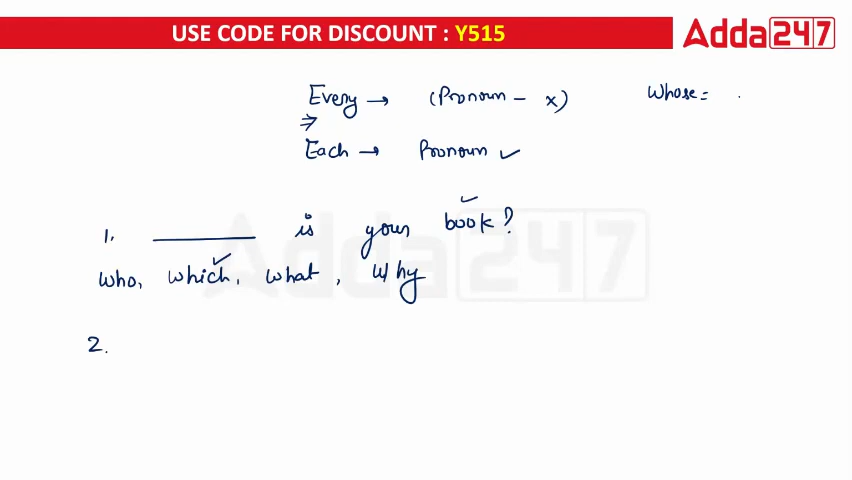 USE CODE FOR DISCOUNT : Y515
Adda247
Every → (Pronoun - x) Whose =
⇒
Each → Pronoun ✓
1. ________ is your book?
who, which, what, why
2.